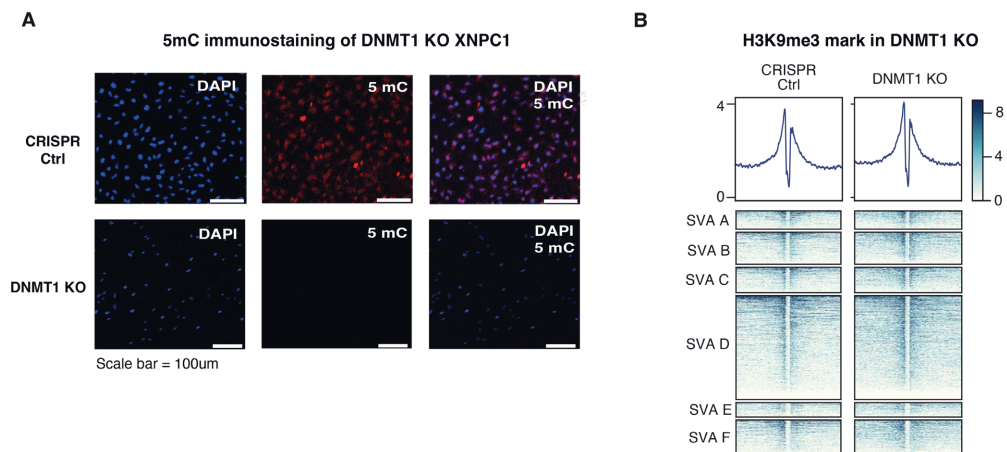 A
5mC immunostaining of DNMT1 KO XNPC1
DAPI
5 mC
DAPI
5 mC
CRISPR
Ctrl
DAPI
5 mC
DAPI
5 mC
DNMT1 KO
Scale bar = 100um
B
H3K9me3 mark in DNMT1 KO
CRISPR
Ctrl
DNMT1 KO
4
0
8
4
0
SVA A
SVA B
SVA C
SVA D
SVA E
SVA F